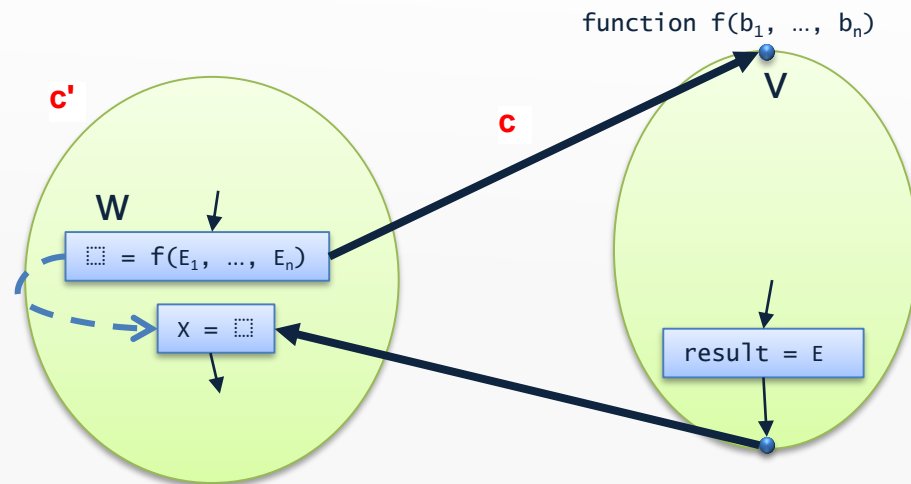 function f(b₁, …, bₙ)
c'
c
v
w
⬚ = f(E₁, …, Eₙ)
X = ⬚
result = E